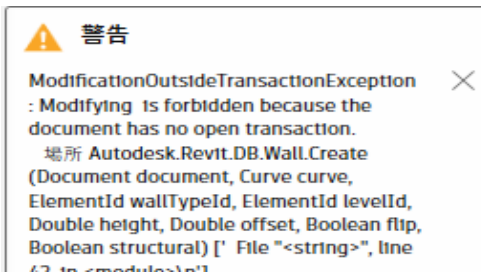 警告
ModificationOutsideTransactionException
: Modifying is forbidden because the
document has no open transaction.
場所 Autodesk.Revit.DB.Wall.Create
(Document document, Curve curve,
ElementId wallTypeId, ElementId levelId,
Double height, Double offset, Boolean flip,
Boolean structural) [' File "<string>", line
in <module>\n']